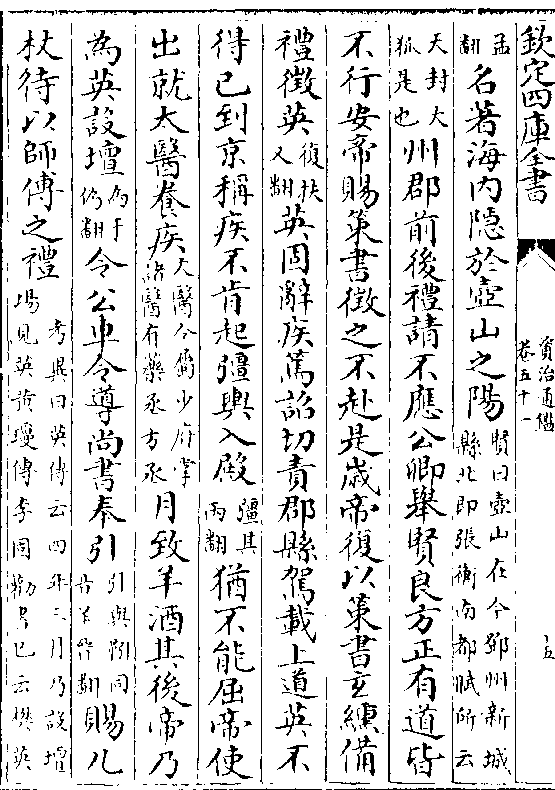 欽定四庫全書
資治通鑑
卷五十一
十五
孟
翻
名著海内隠於壺山之陽
賢曰壺山在今鄧州新城
縣北即張衡南都賦所云
天封大
狐是也
州郡前後禮請不應公卿舉賢良方正有道皆
不行安帝賜策書徵之不赴是歲帝復以策書玄纁備
禮徵英
復扶
又翻
英固辭疾篤詔切責郡縣駕載上道英不
得已到京稱疾不肯起彊輿入殿
彊其
兩翻
猶不能屈帝使
出就太醫養疾
太醫令屬少府掌
諸醫有藥丞方丞
月致羊酒其後帝乃
為英設壇
為于
偽翻
令公車令導尚書奉引
引與靷同
音羊晉翻
賜几
杖待以師傅之禮
考異曰英傳云四年三月乃設壇
場見英黃瓊傳李固勸書已云樊英